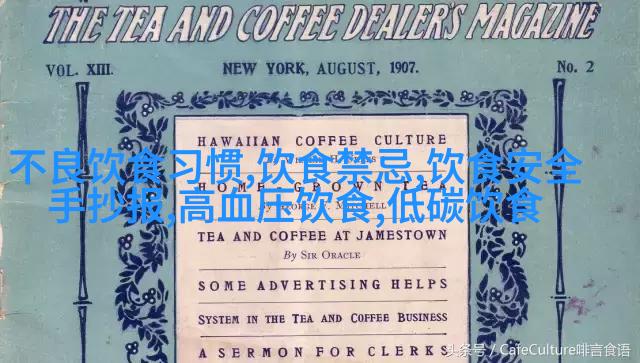 THE TEA AND COFFEE DEALER'S MAGAZINE
VOL. XIII. NEW YORK, AUGUST, 1907. No. 2
HAWAIIAN COFFEE CULTURE
不良饮食习惯,饮食禁忌,饮食安全
HOME GROWN TEA
手抄报,高血压饮食,低碳饮食
TEA AND COFFEE AT JAMESTOWN
By SIR ORACLE
SOME ADVERTISING HELPS
SYSTEM IN THE TEA AND COFFEE BUSINESS
A SERMON FOR CLERKS
头条号 / CafeCulture啡言食语